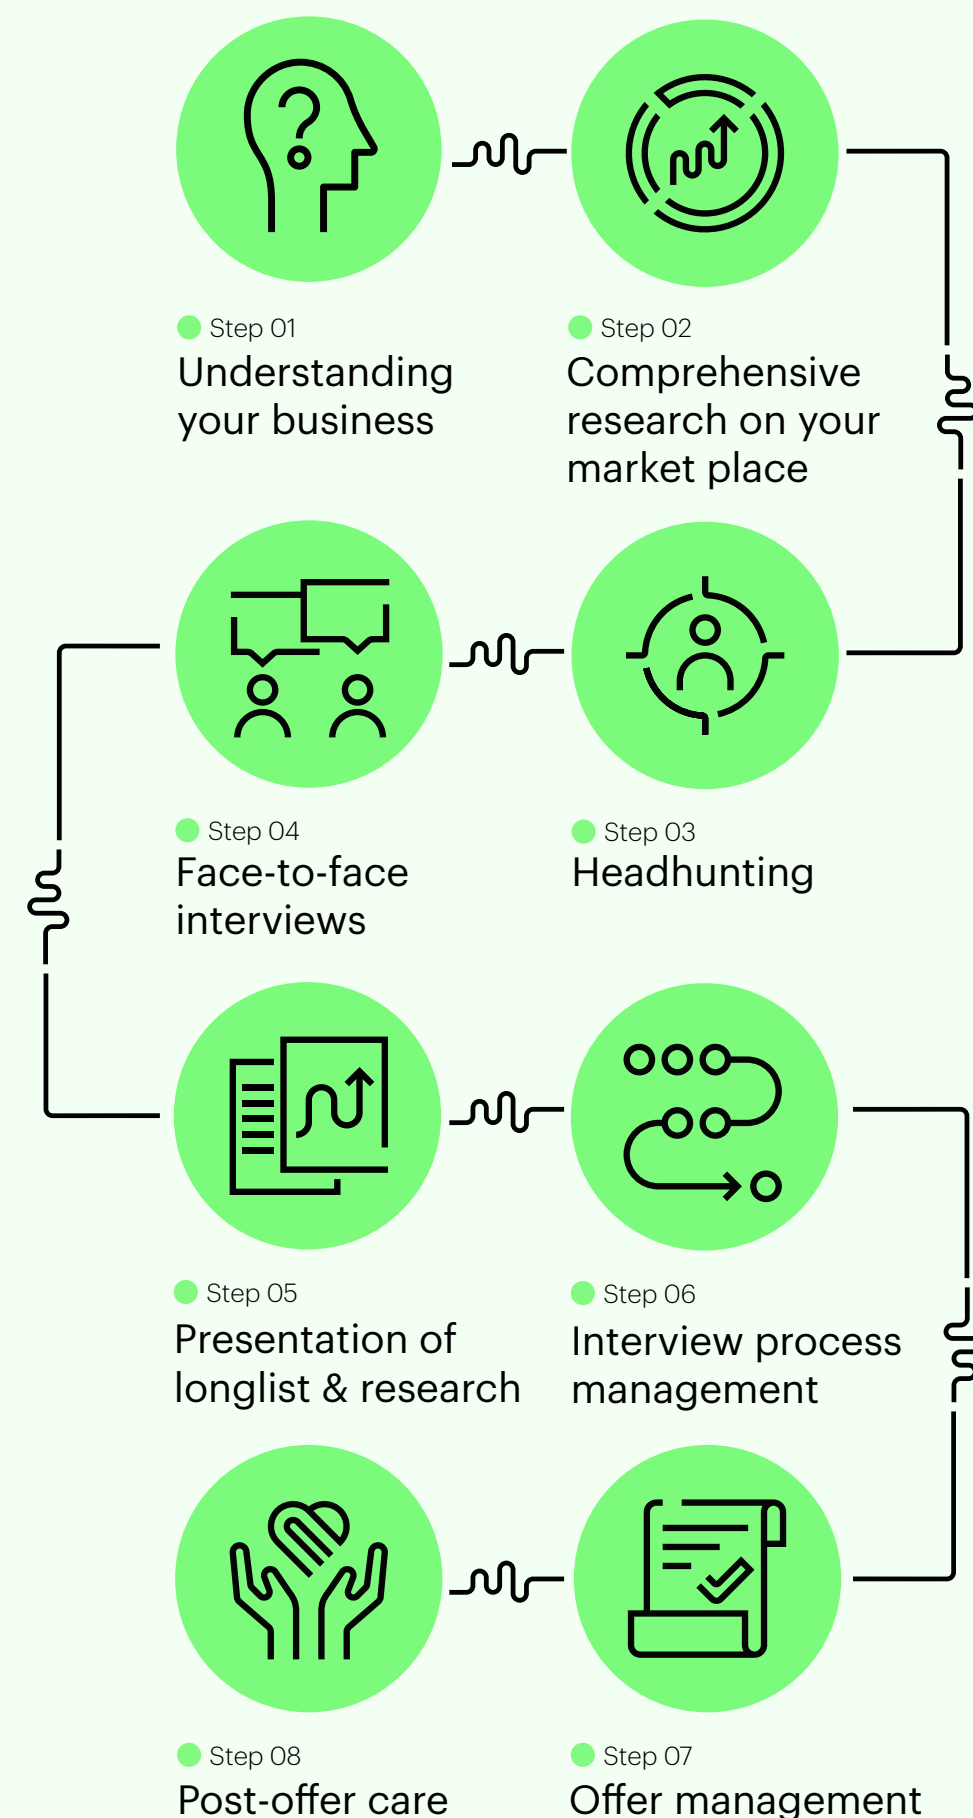 Step 01
Understanding
your business
Step 02
Comprehensive
research on your
market place
Step 04
Face-to-face
interviews
Step 03
Headhunting
Step 05
Presentation of
longlist & research
Step 06
Interview process
management
Step 08
Post-offer care
Step 07
Offer management